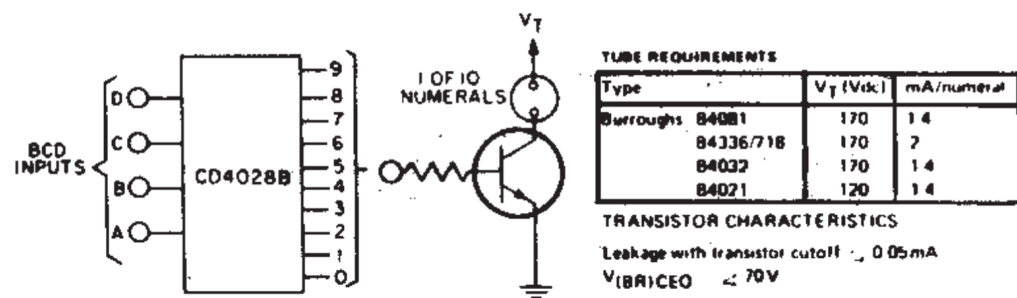 BCD
INPUTS
D
C
B
A
CD4028B
9
8
7
6
5
4
3
2
1
0
V_T
1 OF 10
NUMERALS
TUBE REQUIREMENTS
Type V_T (Vdc) mA/numeral
Burroughs B4081 170 1.4
B4336/718 170 2
B4032 170 1.4
B4021 120 1.4
TRANSISTOR CHARACTERISTICS
Leakage with transistor cutoff 0.05mA
V(BR)CEO 70V